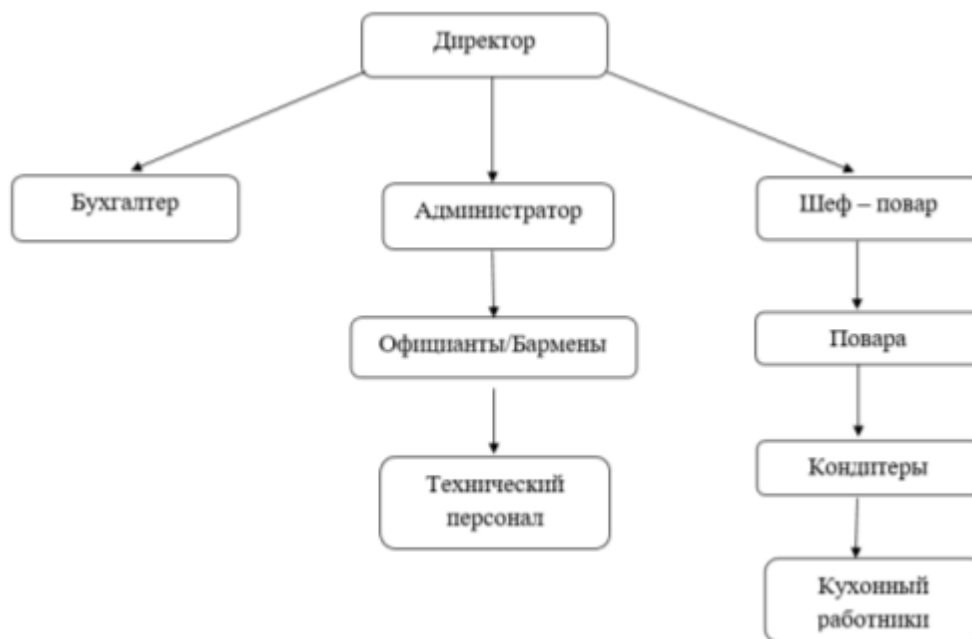 Директор
Бухгалтер
Администратор
Шеф – повар
Официанты/Бармены
Повара
Технический
персонал
Кондитеры
Кухонный
работники